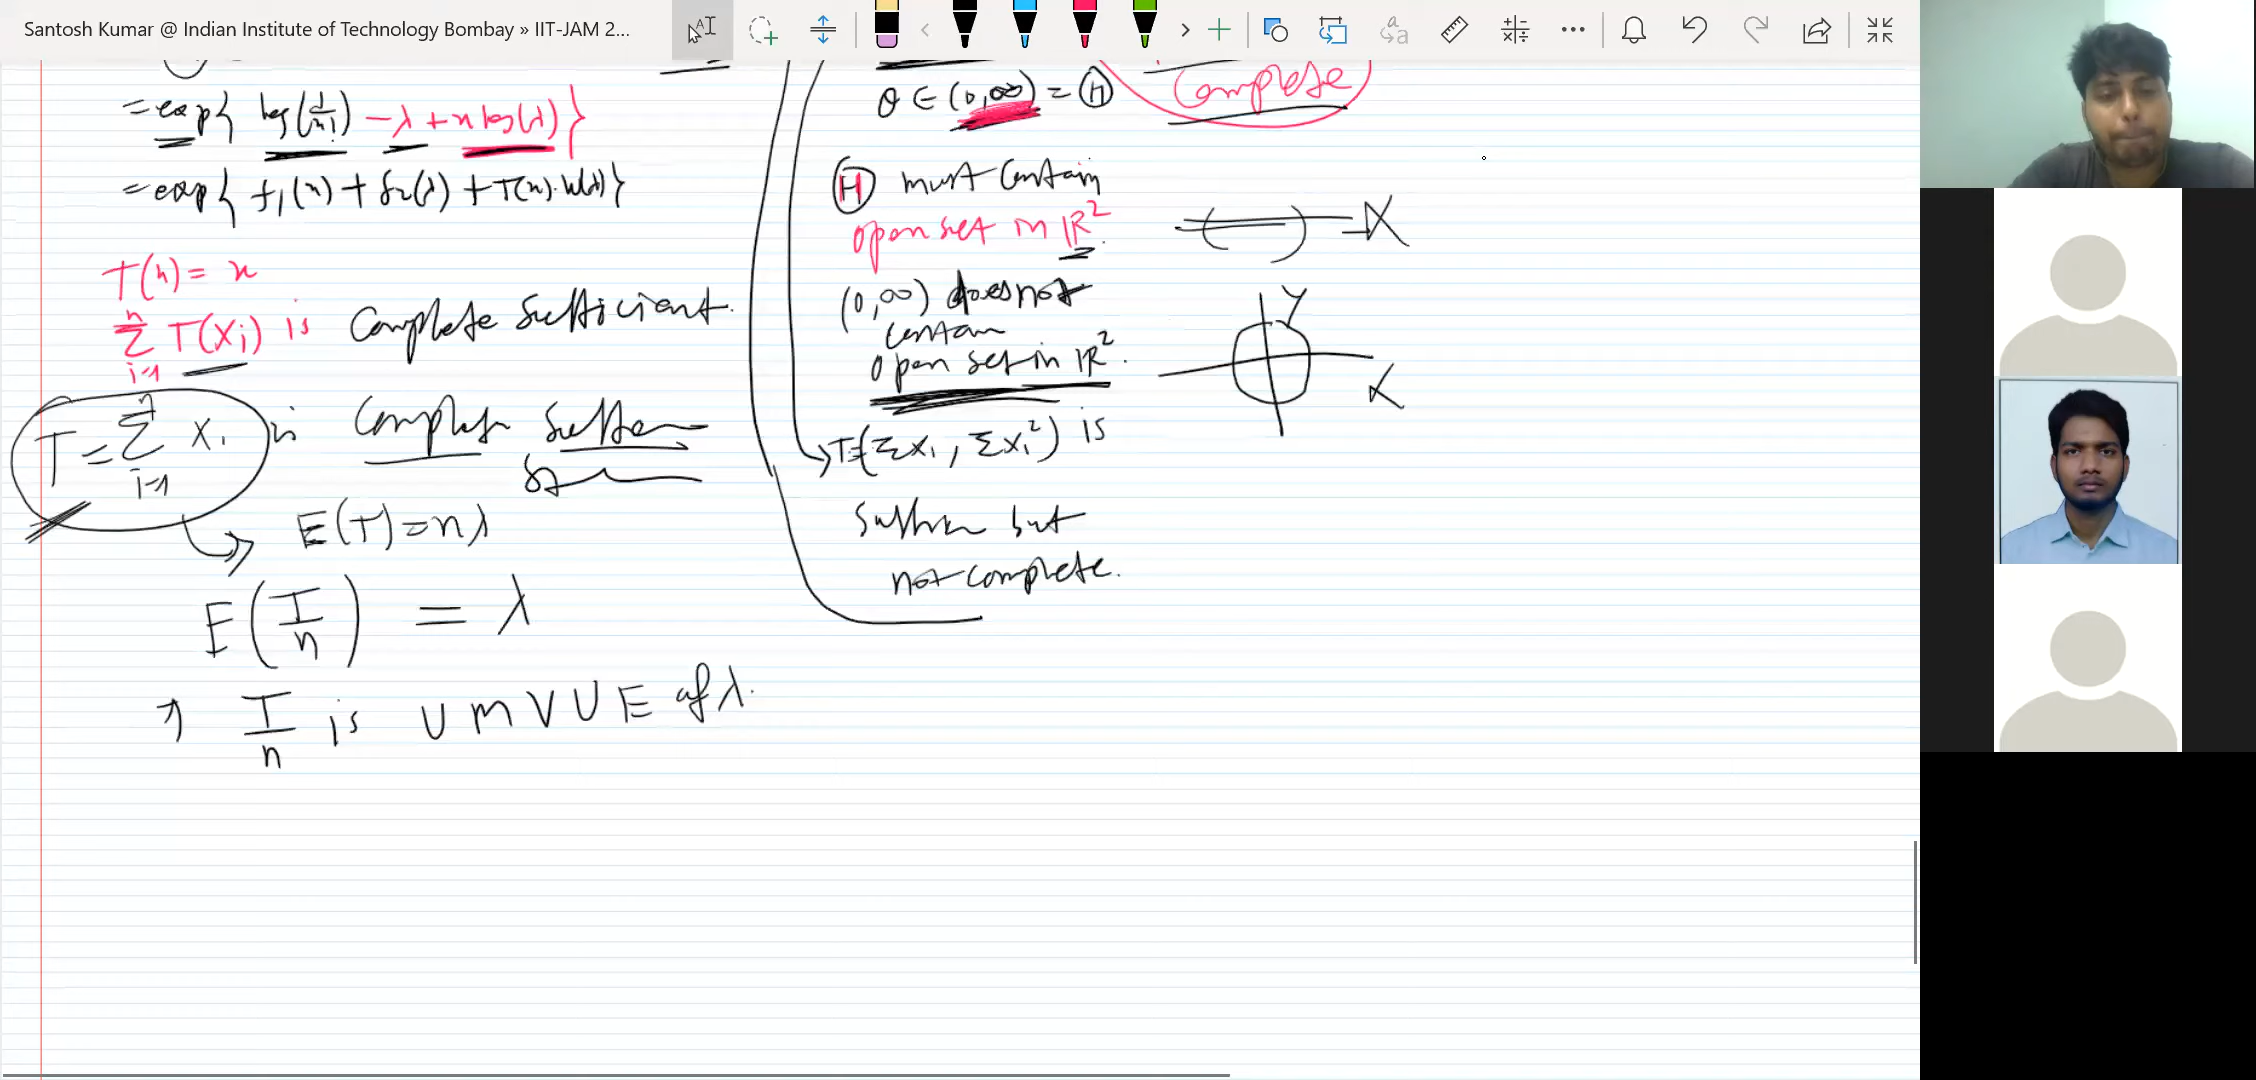 Santosh Kumar @ Indian Institute of Technology Bombay » IIT-JAM 2...
= exp{ log(1/x!) - λ + x log(λ) }
= exp{ f₁(x) + f₂(λ) + T(x)·h(λ) }
T(x) = x
n
Σ T(Xi) is Complete Sufficient.
i=1
n
T = Σ Xi is Complete
i=1
E(T) = nλ
E(T/n) = λ
T/n is UMVUE of λ.
Complete
θ ∈ (0,∞) = Ⓗ
Ⓗ must contain
open set in ℝ²
(0,∞) does not
contain
open set in ℝ².
T=(Σxi, Σxi²) is
but
not complete.
X
Y
X